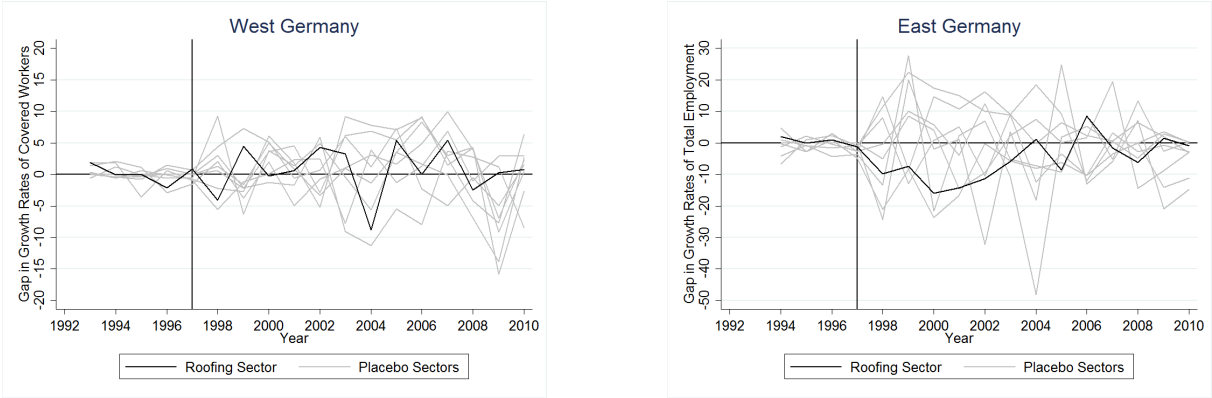 West Germany
Gap in Growth Rates of Covered Workers
20
15
10
5
0
-5
-10
-15
-20
1992 1994 1996 1998 2000 2002 2004 2006 2008 2010
Year
Roofing Sector Placebo Sectors
East Germany
Gap in Growth Rates of Total Employment
30
20
10
0
-10
-20
-30
-40
-50
1992 1994 1996 1998 2000 2002 2004 2006 2008 2010
Year
Roofing Sector Placebo Sectors